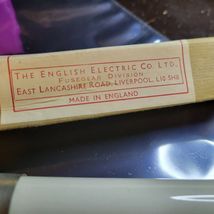 THE ENGLISH ELECTRIC CO LTD.
FUSEGEAR DIVISION
EAST LANCASHIRE ROAD, LIVERPOOL, L10 5HB
MADE IN ENGLAND